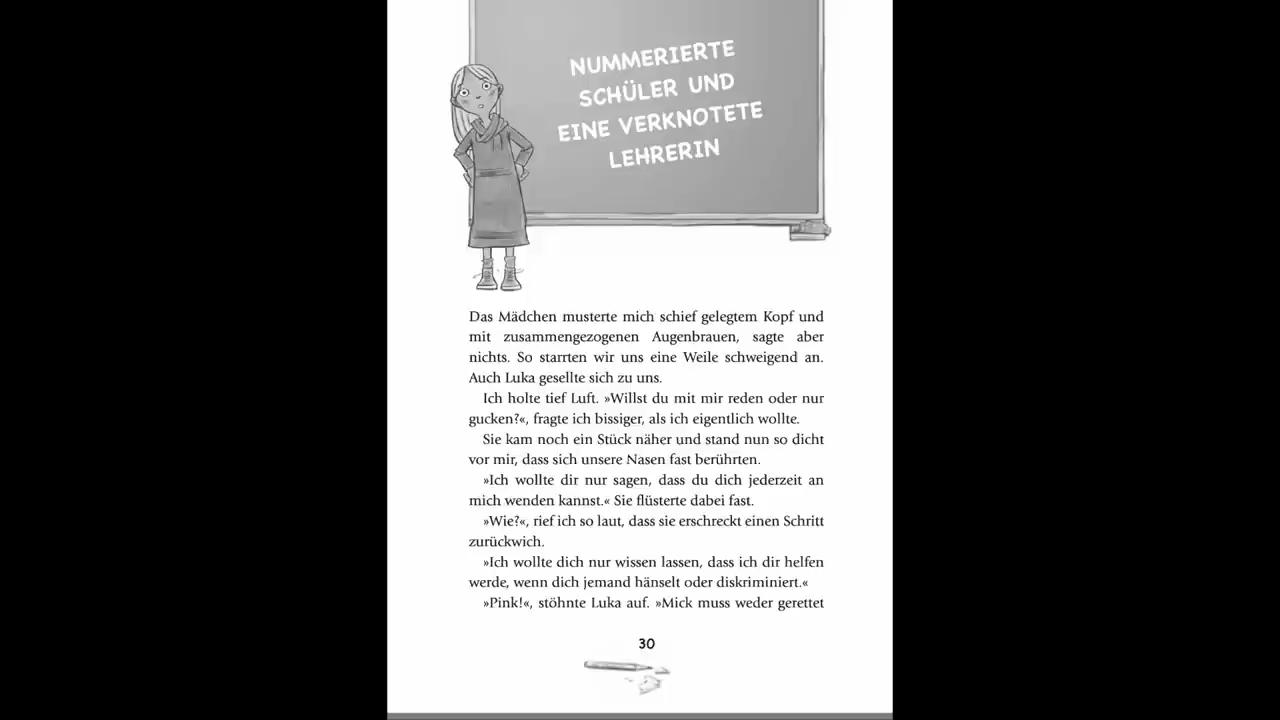 NUMMERIERTE
SCHÜLER UND
EINE VERKNOTETE
LEHRERIN
Das Mädchen musterte mich schief gelegtem Kopf und
mit zusammengezogenen Augenbrauen, sagte aber
nichts. So starrten wir uns eine Weile schweigend an.
Auch Luka gesellte sich zu uns.
Ich holte tief Luft. »Willst du mit mir reden oder nur
gucken?«, fragte ich bissiger, als ich eigentlich wollte.
Sie kam noch ein Stück näher und stand nun so dicht
vor mir, dass sich unsere Nasen fast berührten.
»Ich wollte dir nur sagen, dass du dich jederzeit an
mich wenden kannst.« Sie flüsterte dabei fast.
»Wie?«, rief ich so laut, dass sie erschreckt einen Schritt
zurückwich.
»Ich wollte dich nur wissen lassen, dass ich dir helfen
werde, wenn dich jemand hänselt oder diskriminiert.«
»Pink!«, stöhnte Luka auf. »Mick muss weder gerettet
30